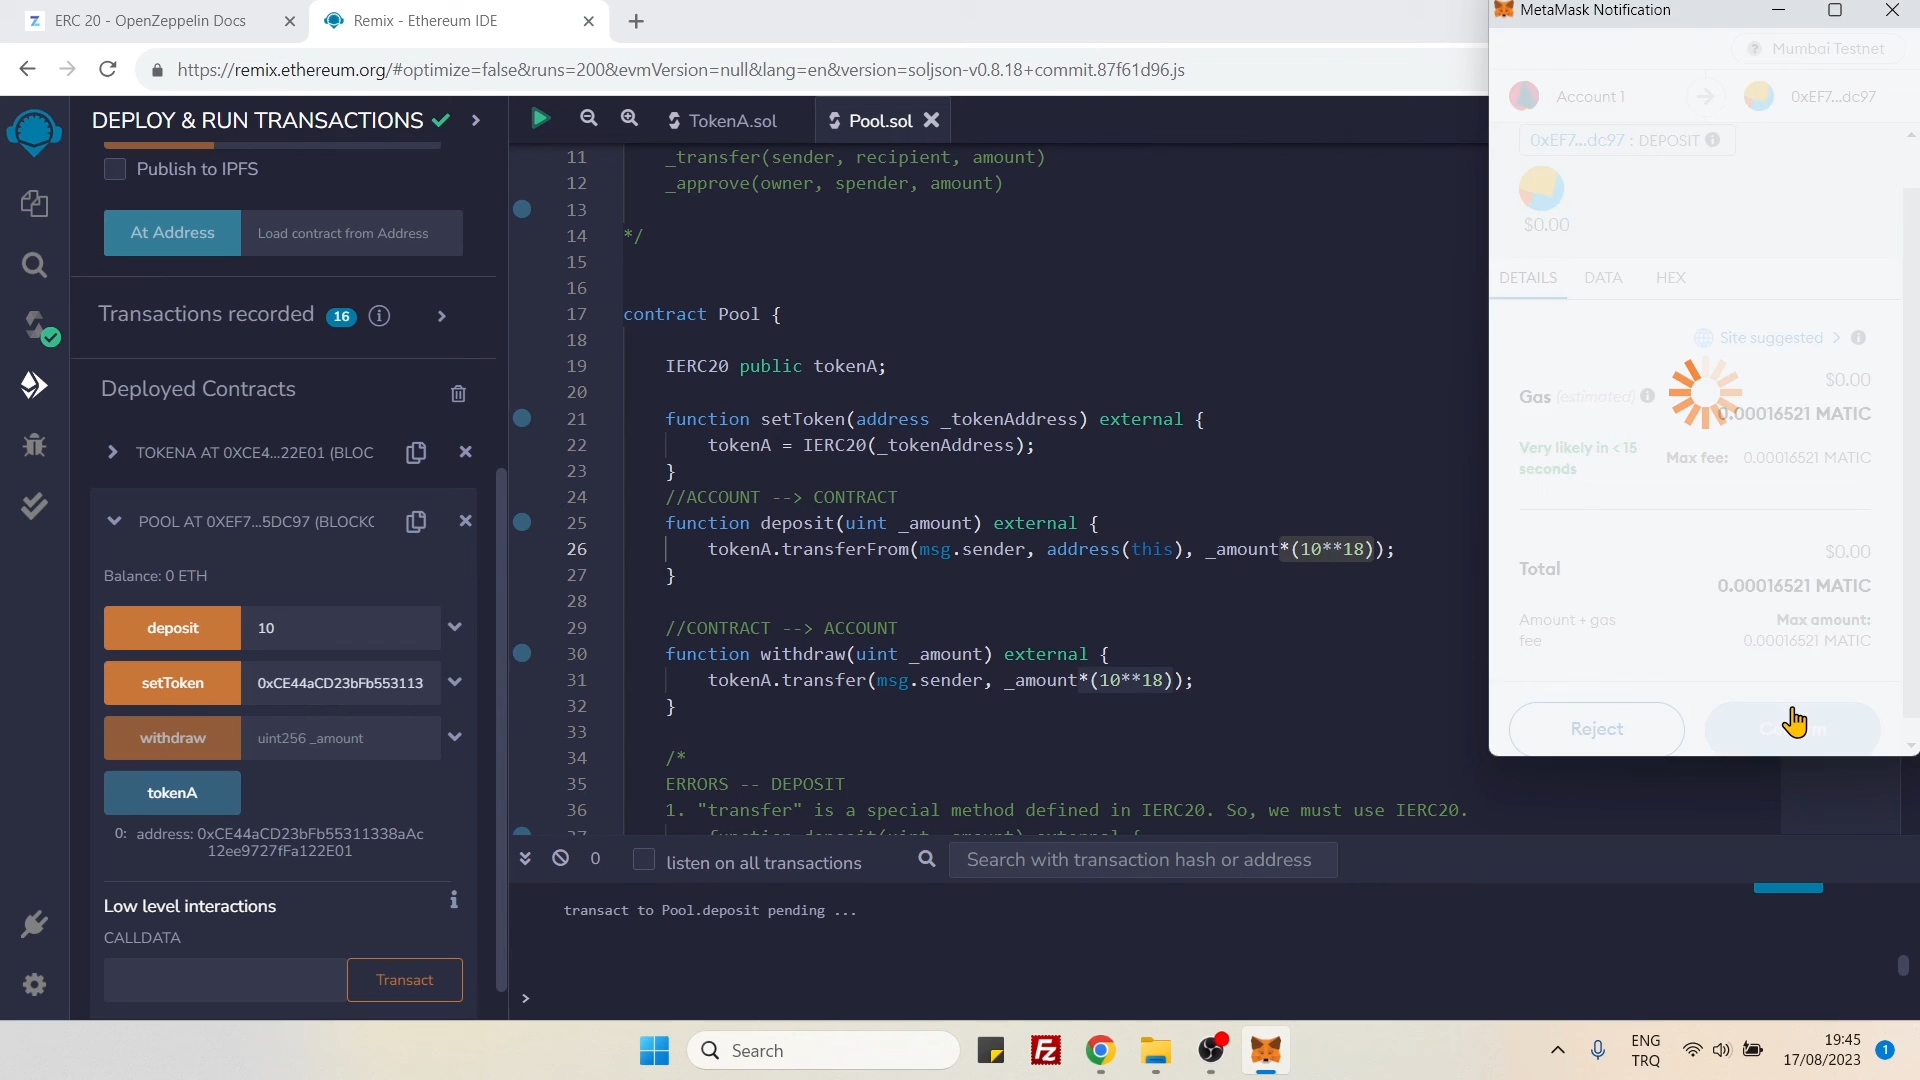 ERC 20 - OpenZeppelin Docs
Remix - Ethereum IDE
MetaMask Notification
https://remix.ethereum.org/#optimize=false&runs=200&evmVersion=null&lang=en&version=soljson-v0.8.18+commit.87f61d96.js
DEPLOY & RUN TRANSACTIONS
Publish to IPFS
At Address
Load contract from Address
Transactions recorded 16
Deployed Contracts
TOKENA AT 0XCE4...22E01 (BLOC
POOL AT 0XEF7...5DC97 (BLOCKC
Balance: 0 ETH
deposit 10
setToken 0xCE44aCD23bFb553113
withdraw uint256 _amount
tokenA
0: address: 0xCE44aCD23bFb55311338aAc
12ee9727fFa122E01
Low level interactions
CALLDATA
Transact
TokenA.sol
Pool.sol
11 _transfer(sender, recipient, amount)
12 _approve(owner, spender, amount)
13
14 */
15
16
17 contract Pool {
18
19 IERC20 public tokenA;
20
21 function setToken(address _tokenAddress) external {
22 tokenA = IERC20(_tokenAddress);
23 }
24 //ACCOUNT --> CONTRACT
25 function deposit(uint _amount) external {
26 tokenA.transferFrom(msg.sender, address(this), _amount*(10**18));
27 }
28
29 //CONTRACT --> ACCOUNT
30 function withdraw(uint _amount) external {
31 tokenA.transfer(msg.sender, _amount*(10**18));
32 }
33
34 /*
35 ERRORS -- DEPOSIT
36 1. "transfer" is a special method defined in IERC20. So, we must use IERC20.
0
listen on all transactions
Search with transaction hash or address
transact to Pool.deposit pending ...
>
Mumbai Testnet
Account 1
0xEF7...dc97
0xEF7...dc97 : DEPOSIT
$0.00
DETAILS DATA HEX
Site suggested >
$0.00
Gas (estimated)
0.00016521 MATIC
Very likely in < 15
seconds
Max fee: 0.00016521 MATIC
$0.00
Total
0.00016521 MATIC
Amount + gas
fee
Max amount:
0.00016521 MATIC
Reject
Search
ENG
TRQ
19:45
17/08/2023
1